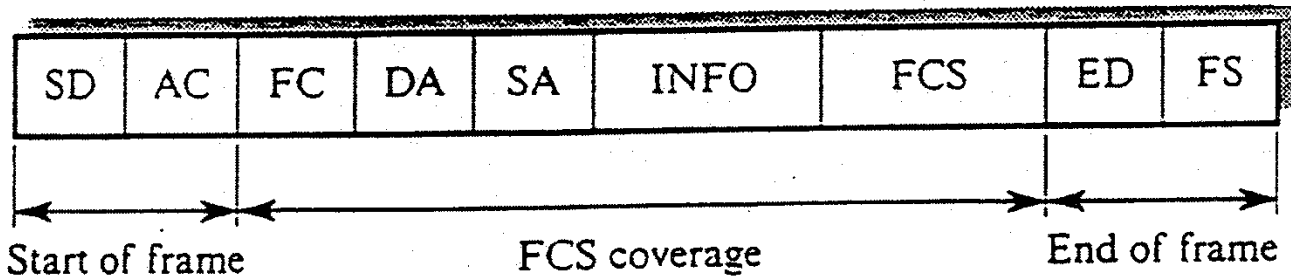 SD AC FC DA SA INFO FCS ED FS
Start of frame FCS coverage End of frame